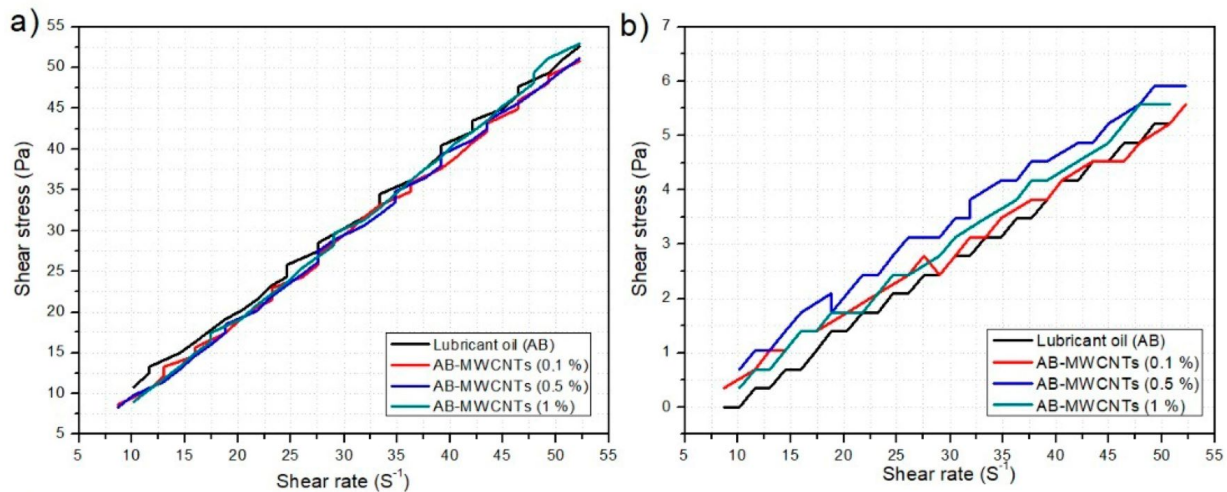 a)
Shear stress (Pa)
55
50
45
40
35
30
25
20
15
10
5
5 10 15 20 25 30 35 40 45 50 55
Shear rate (S⁻¹)
Lubricant oil (AB)
AB-MWCNTs (0.1 %)
AB-MWCNTs (0.5 %)
AB-MWCNTs (1 %)
b)
Shear stress (Pa)
7
6
5
4
3
2
1
0
5 10 15 20 25 30 35 40 45 50 55
Shear rate (S⁻¹)
Lubricant oil (AB)
AB-MWCNTs (0.1 %)
AB-MWCNTs (0.5 %)
AB-MWCNTs (1 %)